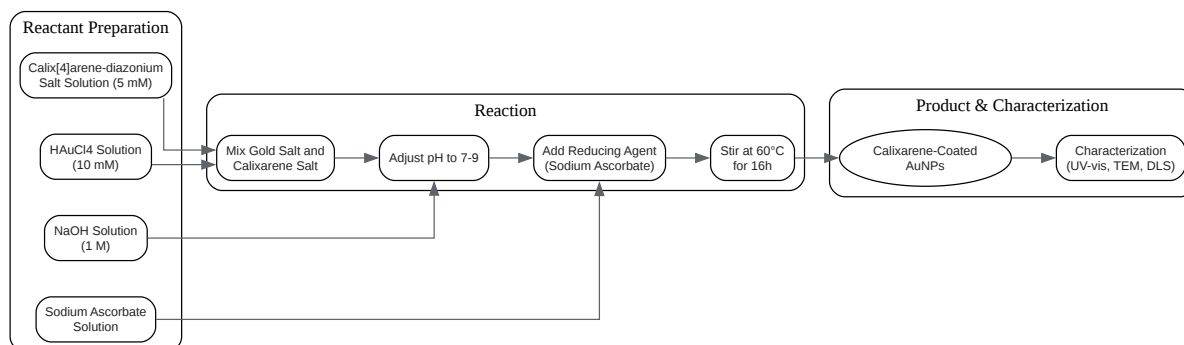 Reactant Preparation
Calix[4]arene-diazonium
Salt Solution (5 mM)
HAuCl4 Solution
(10 mM)
NaOH Solution
(1 M)
Sodium Ascorbate
Solution
Reaction
Mix Gold Salt and
Calixarene Salt
Adjust pH to 7-9
Add Reducing Agent
(Sodium Ascorbate)
Stir at 60°C
for 16h
Product & Characterization
Calixarene-Coated
AuNPs
Characterization
(UV-vis, TEM, DLS)